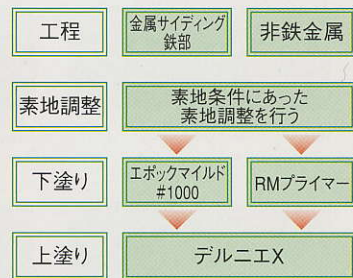 工程
金属サイディング
鉄部
非鉄金属
素地調整
素地条件にあった
素地調整を行う
下塗り
エポックマイルド
#1000
RMプライマー
上塗り
デルニエX